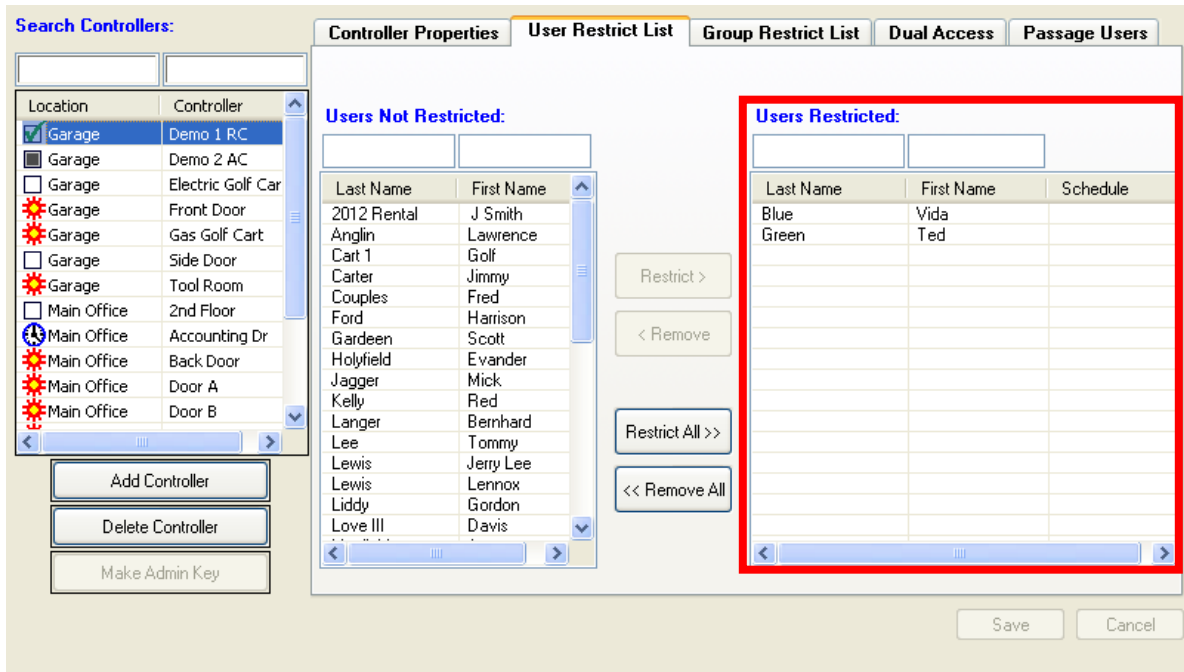 Search Controllers:
Controller Properties User Restrict List Group Restrict List Dual Access Passage Users
Location Controller
Garage Demo 1 RC
Garage Demo 2 AC
Garage Electric Golf Car
Garage Front Door
Garage Gas Golf Cart
Garage Side Door
Garage Tool Room
Main Office 2nd Floor
Main Office Accounting Dr
Main Office Back Door
Main Office Door A
Main Office Door B
Add Controller
Delete Controller
Make Admin Key
Users Not Restricted:
Last Name First Name
2012 Rental J Smith
Anglin Lawrence
Cart 1 Golf
Carter Jimmy
Couples Fred
Ford Harrison
Gardeen Scott
Holyfield Evander
Jagger Mick
Kelly Red
Langer Bernhard
Lee Tommy
Lewis Jerry Lee
Lewis Lennox
Liddy Gordon
Love III Davis
Restrict >
< Remove
Restrict All >>
<< Remove All
Users Restricted:
Last Name First Name Schedule
Blue Vida
Green Ted
Save Cancel